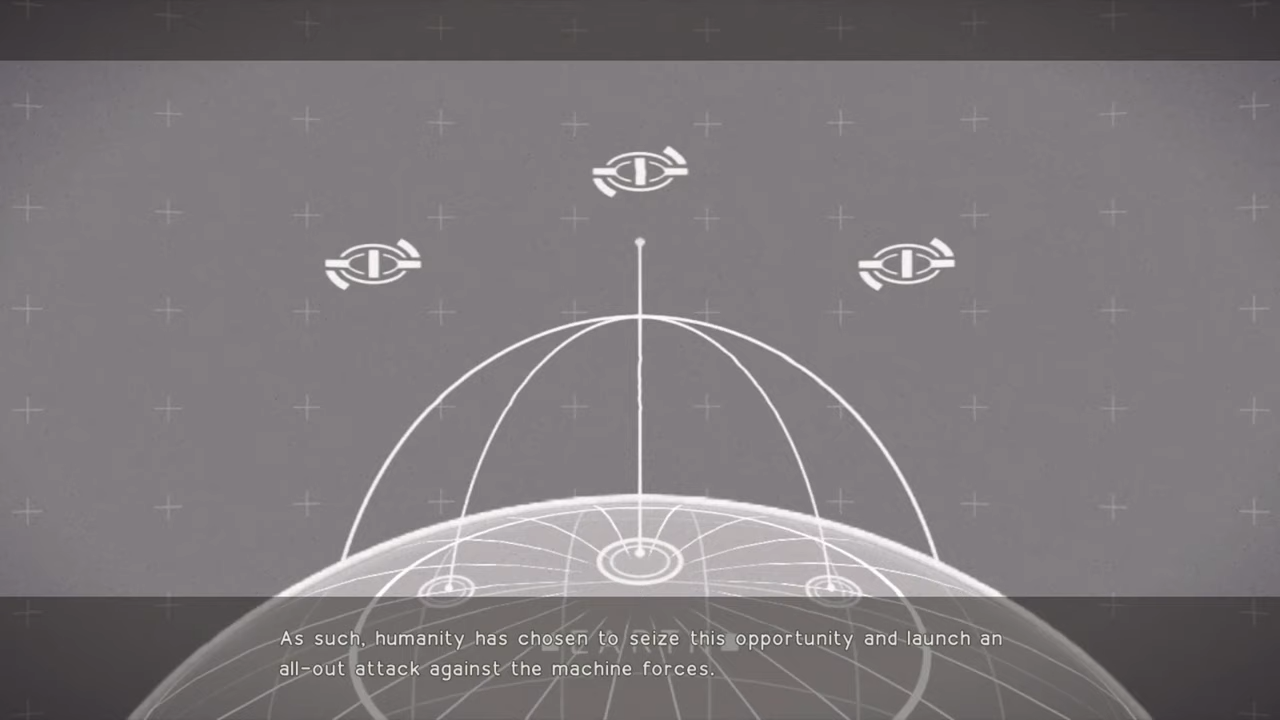 As such, humanity has chosen to seize this opportunity and launch an
all-out attack against the machine forces.
EARTH